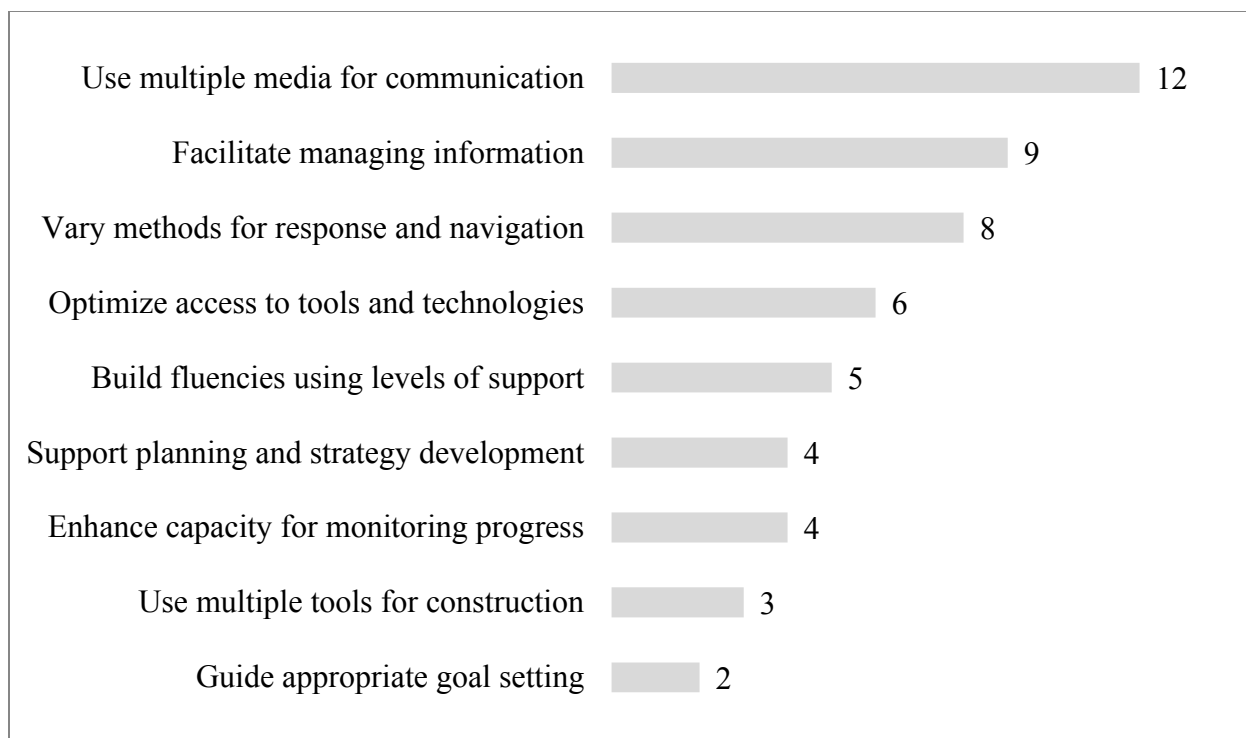 Use multiple media for communication 12
Facilitate managing information 9
Vary methods for response and navigation 8
Optimize access to tools and technologies 6
Build fluencies using levels of support 5
Support planning and strategy development 4
Enhance capacity for monitoring progress 4
Use multiple tools for construction 3
Guide appropriate goal setting 2